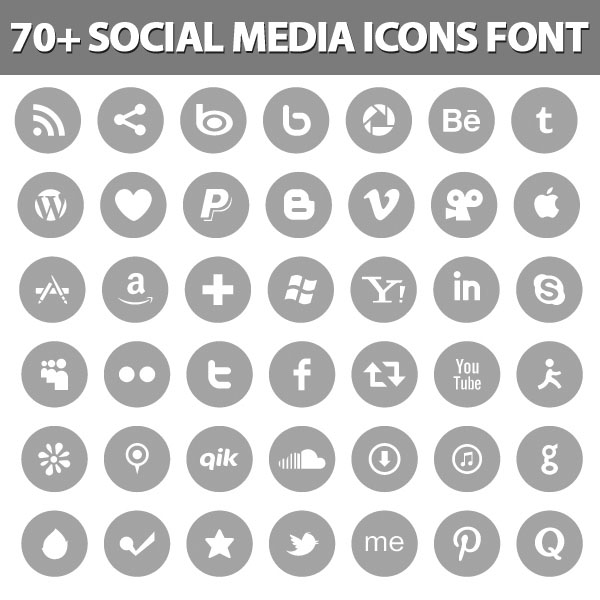 70+ SOCIAL MEDIA ICONS FONT
b b Bē t
W P B v
a Y! in S
t f You
Tube
qik g
me p Q